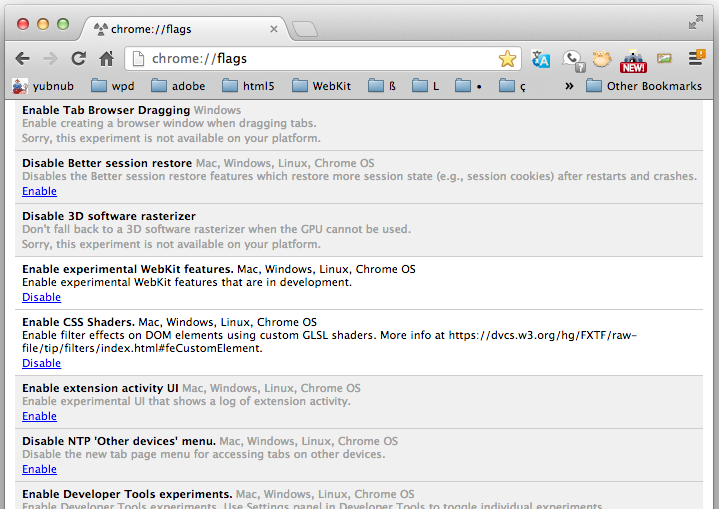 chrome://flags
chrome://flags
NEW!
yubnub wpd adobe html5 WebKit ß L • ç » Other Bookmarks
Enable Tab Browser Dragging Windows
Enable creating a browser window when dragging tabs.
Sorry, this experiment is not available on your platform.
Disable Better session restore Mac, Windows, Linux, Chrome OS
Disables the Better session restore features which restore more session state (e.g., session cookies) after restarts and crashes.
Enable
Disable 3D software rasterizer
Don't fall back to a 3D software rasterizer when the GPU cannot be used.
Sorry, this experiment is not available on your platform.
Enable experimental WebKit features. Mac, Windows, Linux, Chrome OS
Enable experimental WebKit features that are in development.
Disable
Enable CSS Shaders. Mac, Windows, Linux, Chrome OS
Enable filter effects on DOM elements using custom GLSL shaders. More info at https://dvcs.w3.org/hg/FXTF/raw-
file/tip/filters/index.html#feCustomElement.
Disable
Enable extension activity UI Mac, Windows, Linux, Chrome OS
Enable experimental UI that shows a log of extension activity.
Enable
Disable NTP 'Other devices' menu. Mac, Windows, Linux, Chrome OS
Disable the new tab page menu for accessing tabs on other devices.
Enable
Enable Developer Tools experiments. Mac, Windows, Linux, Chrome OS
Enable Developer Tools experiments. Use Settings panel in Developer Tools to toggle individual experiments.